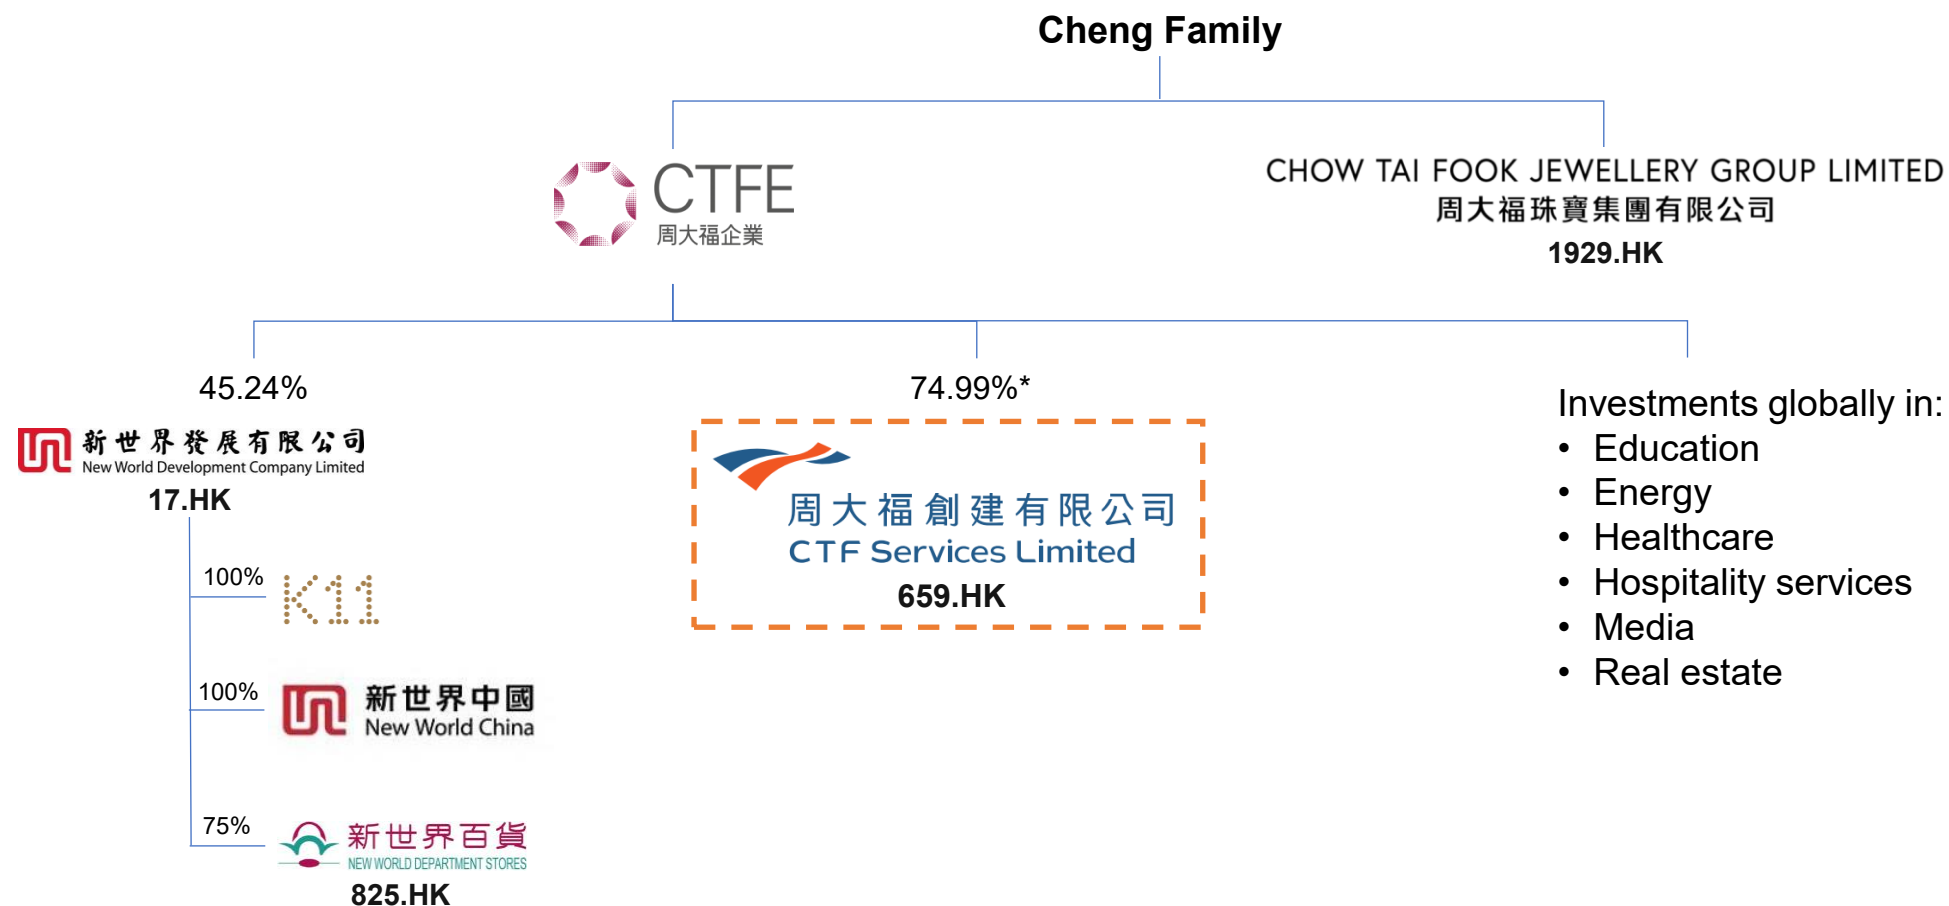 Cheng Family
CTFE
周大福企業
CHOW TAI FOOK JEWELLERY GROUP LIMITED
周大福珠寶集團有限公司
1929.HK
45.24%
新世界發展有限公司
New World Development Company Limited
17.HK
100%
K11
100%
新世界中國
New World China
75%
新世界百貨
NEW WORLD DEPARTMENT STORES
825.HK
74.99%*
周大福創建有限公司
CTF Services Limited
659.HK
Investments globally in:
• Education
• Energy
• Healthcare
• Hospitality services
• Media
• Real estate